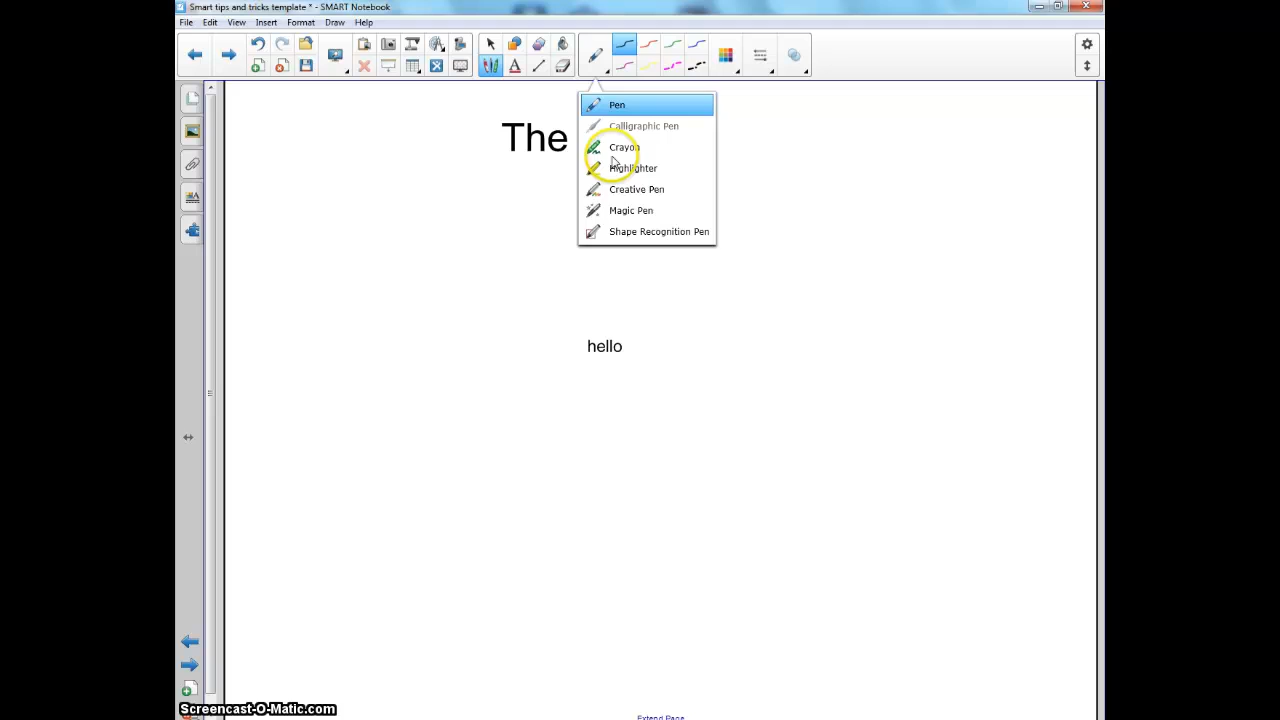 Smart tips and tricks template * - SMART Notebook
File Edit View Insert Format Draw Help
Pen
Calligraphic Pen
Crayon
Highlighter
Creative Pen
Magic Pen
Shape Recognition Pen
The
hello
Extend Page
Screencast-O-Matic.com